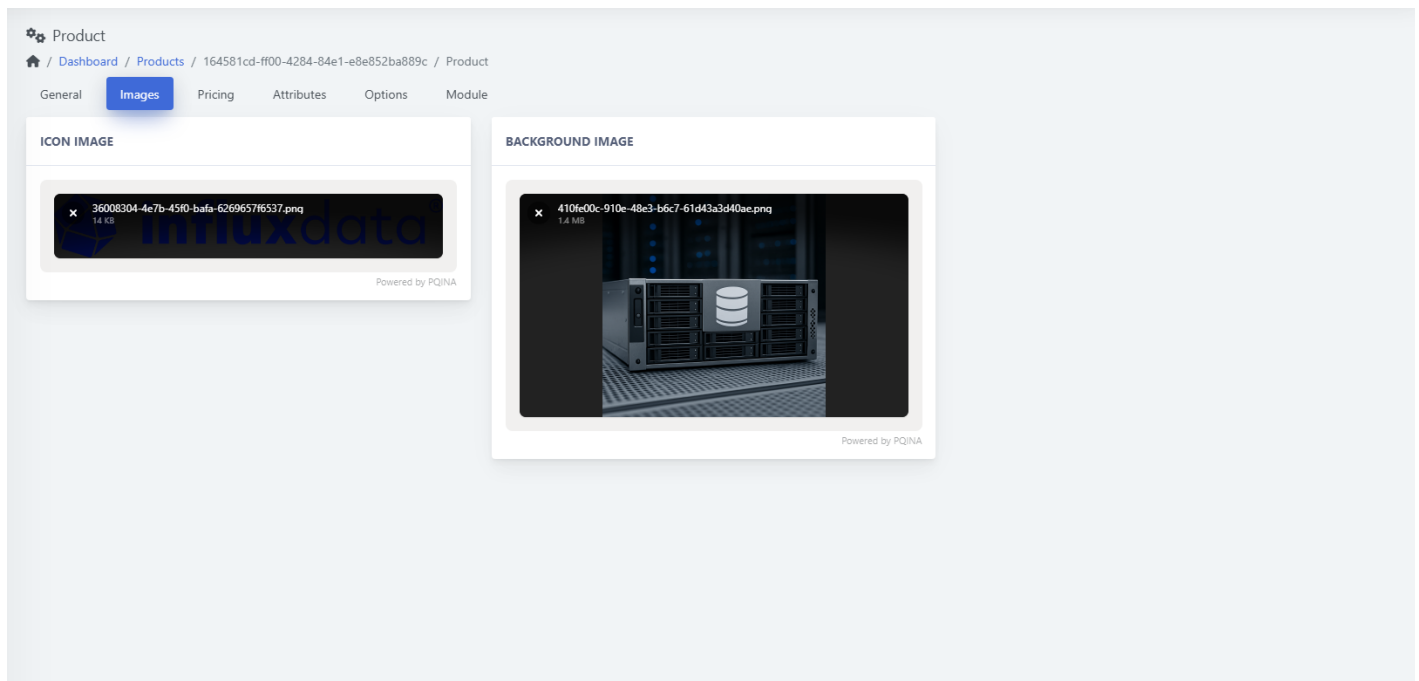 Product
/ Dashboard / Products / 164581cd-ff00-4284-84e1-e8e852ba889c / Product
General Images Pricing Attributes Options Module
ICON IMAGE
36008304-4e7b-45f0-bafa-6269657f6537.png
14 KB
influxdata®
Powered by PQINA
BACKGROUND IMAGE
410fe00c-910e-48e3-b6c7-61d43a3d40ae.png
1.4 MB
Powered by PQINA